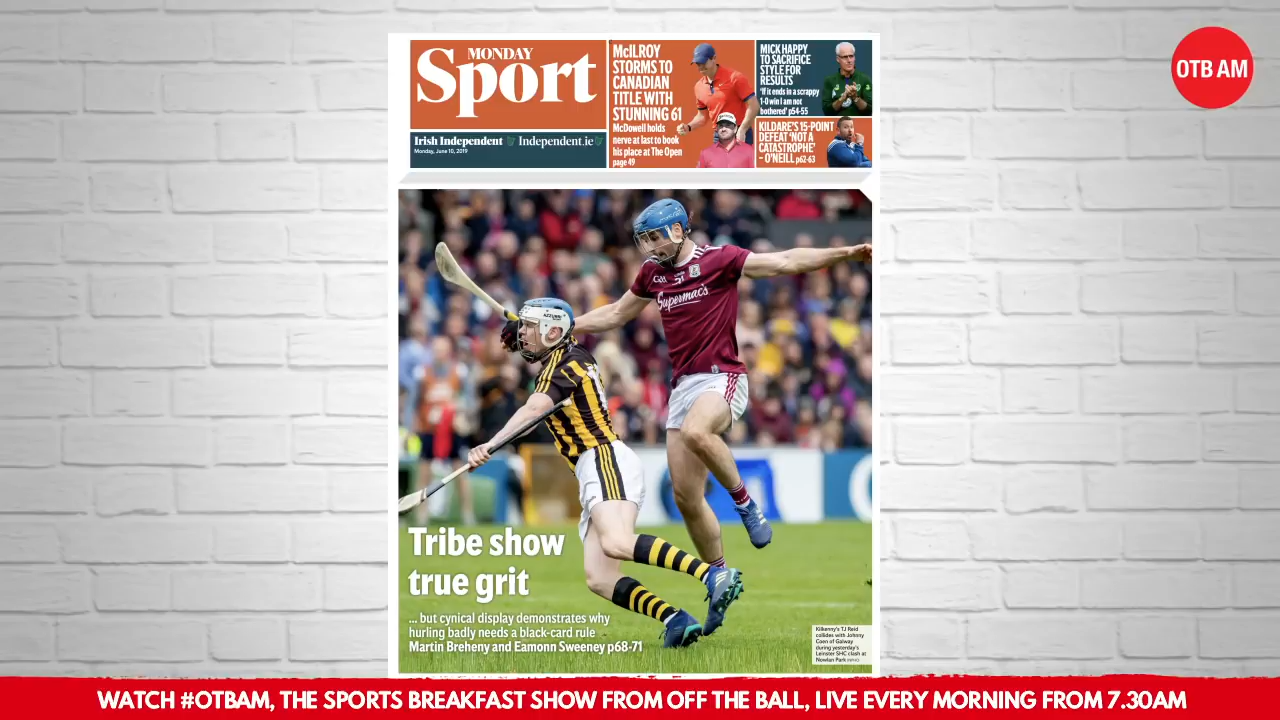 OTB AM
MONDAY
Sport
Irish Independent Independent.ie
Monday, June 10, 2019
McILROY
STORMS TO
CANADIAN
TITLE WITH
STUNNING 61
McDowell holds
nerve at last to book
his place at The Open
page 49
MICK HAPPY
TO SACRIFICE
STYLE FOR
RESULTS
'If it ends in a scrappy
1-0 win I am not
bothered' p54-55
KILDARE'S 15-POINT
DEFEAT 'NOT A
CATASTROPHE'
– O'NEILL p62-63
Supermac's
Tribe show
true grit
... but cynical display demonstrates why
hurling badly needs a black-card rule
Martin Breheny and Eamonn Sweeney p68-71
Kilkenny's TJ Reid
collides with Johnny
Coen of Galway
during yesterday's
Leinster SHC clash at
Nowlan Park
WATCH #OTBAM, THE SPORTS BREAKFAST SHOW FROM OFF THE BALL, LIVE EVERY MORNING FROM 7.30AM